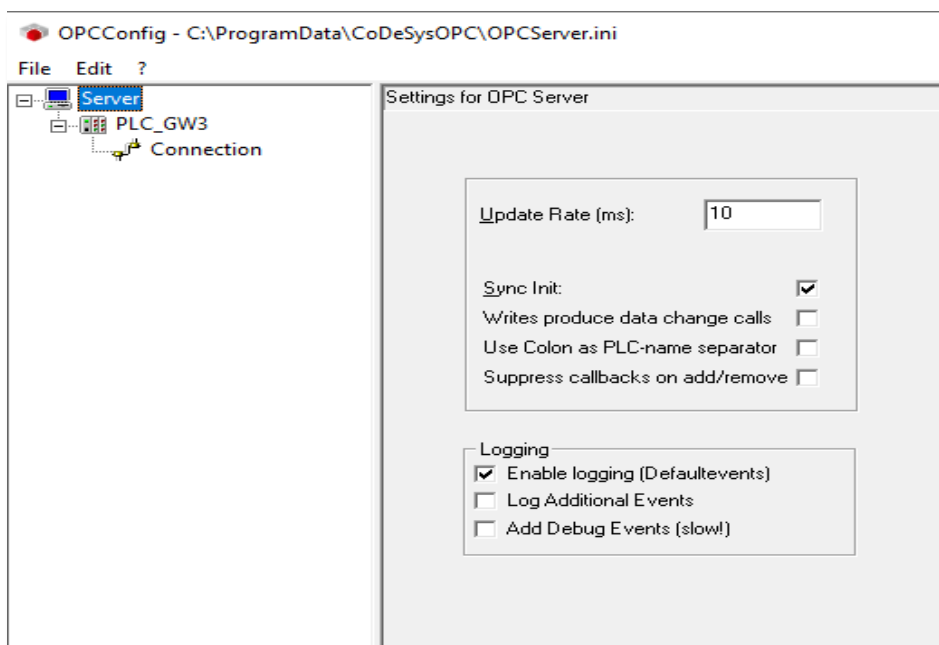 OPCConfig - C:\ProgramData\CoDeSysOPC\OPCServer.ini
File Edit ?
Server
PLC_GW3
Connection
Settings for OPC Server
Update Rate (ms): 10
Sync Init:
Writes produce data change calls
Use Colon as PLC-name separator
Suppress callbacks on add/remove
Logging
Enable logging (Defaultevents)
Log Additional Events
Add Debug Events (slow!)